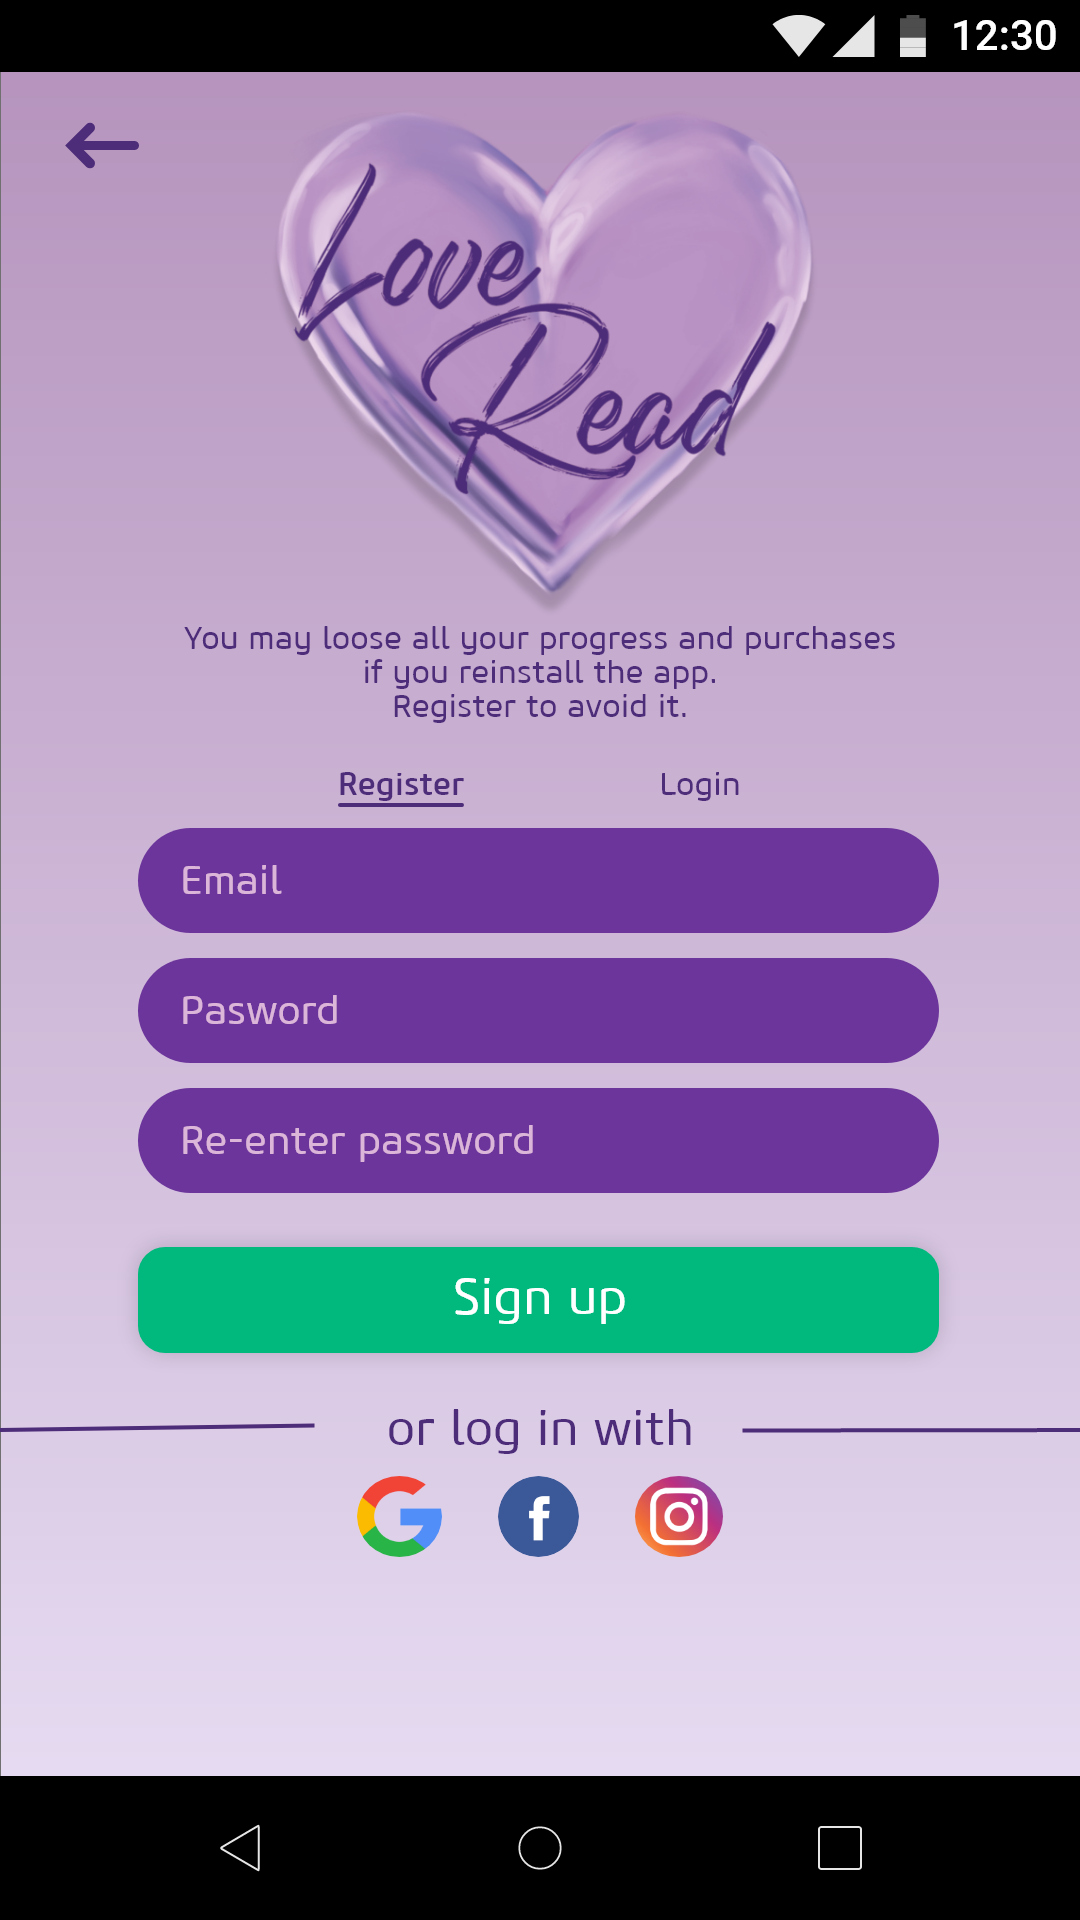 12:30
Love
Read
You may loose all your progress and purchases
if you reinstall the app.
Register to avoid it.
Register Login
Email
Pasword
Re-enter password
Sign up
or log in with